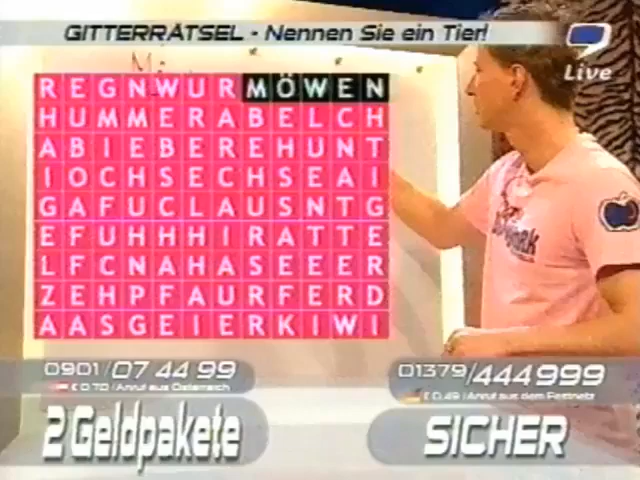 GITTERRÄTSEL - Nennen Sie ein Tier!
Live
REGNWURMÖWEN
HUMMERABELCH
ABIEBEREHUNT
IOCHSECHSEAI
GAFUCLAUSNTG
EFUHHHIRATTE
LFCNAHASEEER
ZEHPFAURFERD
AASGEIERKIWI
0901/07 44 99
€ 0.70 / Anruf aus Österreich
01379/444999
€ 0.49 / Anruf aus dem Festnetz
2 Geldpakete
SICHER